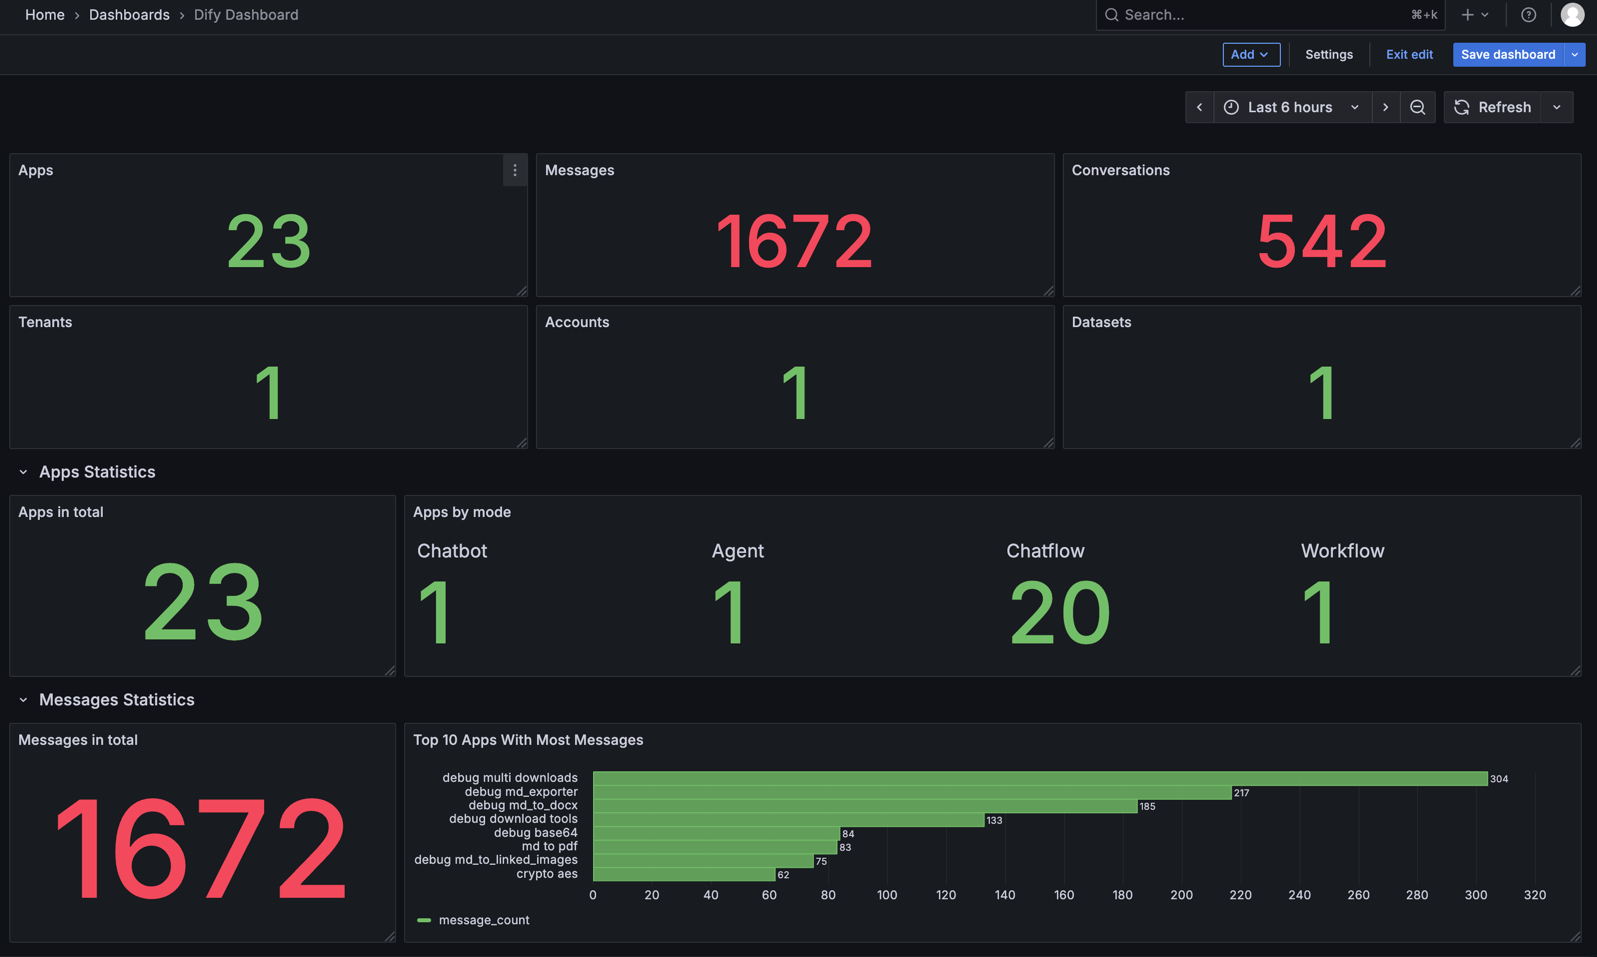 Home › Dashboards › Dify Dashboard
Search...
⌘+k
Add
Settings
Exit edit
Save dashboard
Last 6 hours
Refresh
Apps
23
Messages
1672
Conversations
542
Tenants
1
Accounts
1
Datasets
1
Apps Statistics
Apps in total
23
Apps by mode
Chatbot
1
Agent
1
Chatflow
20
Workflow
1
Messages Statistics
Messages in total
1672
Top 10 Apps With Most Messages
debug multi downloads 304
debug md_exporter 217
debug md_to_docx 185
debug download tools 133
debug base64 84
md to pdf 83
debug md_to_linked_images 75
crypto aes 62
0 20 40 60 80 100 120 140 160 180 200 220 240 260 280 300 320
message_count